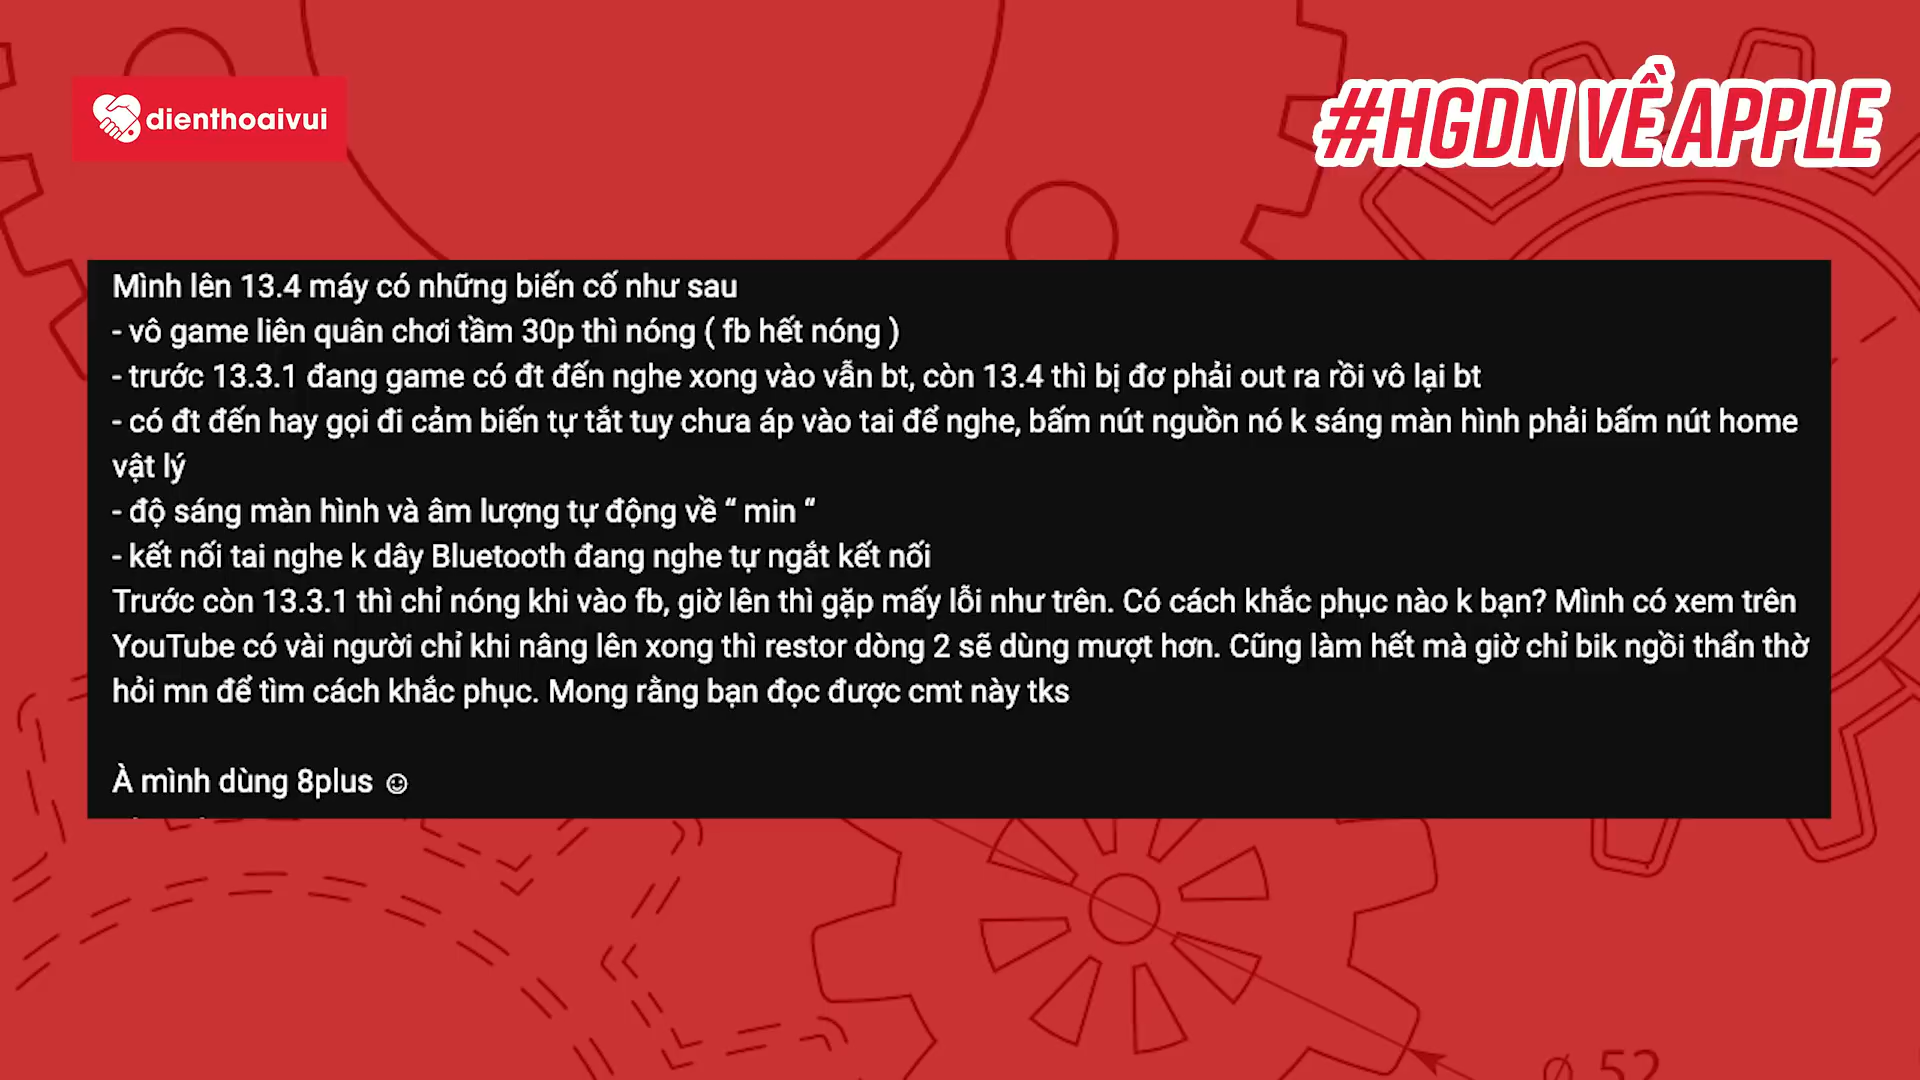 dienthoaivui
#HGDN VỀ APPLE
Mình lên 13.4 máy có những biến cố như sau
- vô game liên quân chơi tầm 30p thì nóng ( fb hết nóng )
- trước 13.3.1 đang game có đt đến nghe xong vào vẫn bt, còn 13.4 thì bị đơ phải out ra rồi vô lại bt
- có đt đến hay gọi đi cảm biến tự tắt tuy chưa áp vào tai để nghe, bấm nút nguồn nó k sáng màn hình phải bấm nút home
vật lý
- độ sáng màn hình và âm lượng tự động về “ min “
- kết nối tai nghe k dây Bluetooth đang nghe tự ngắt kết nối
Trước còn 13.3.1 thì chỉ nóng khi vào fb, giờ lên thì gặp mấy lỗi như trên. Có cách khắc phục nào k bạn? Mình có xem trên
YouTube có vài người chỉ khi nâng lên xong thì restor dòng 2 sẽ dùng mượt hơn. Cũng làm hết mà giờ chỉ bik ngồi thẩn thờ
hỏi mn để tìm cách khắc phục. Mong rằng bạn đọc được cmt này tks
À mình dùng 8plus ☺
ø 52